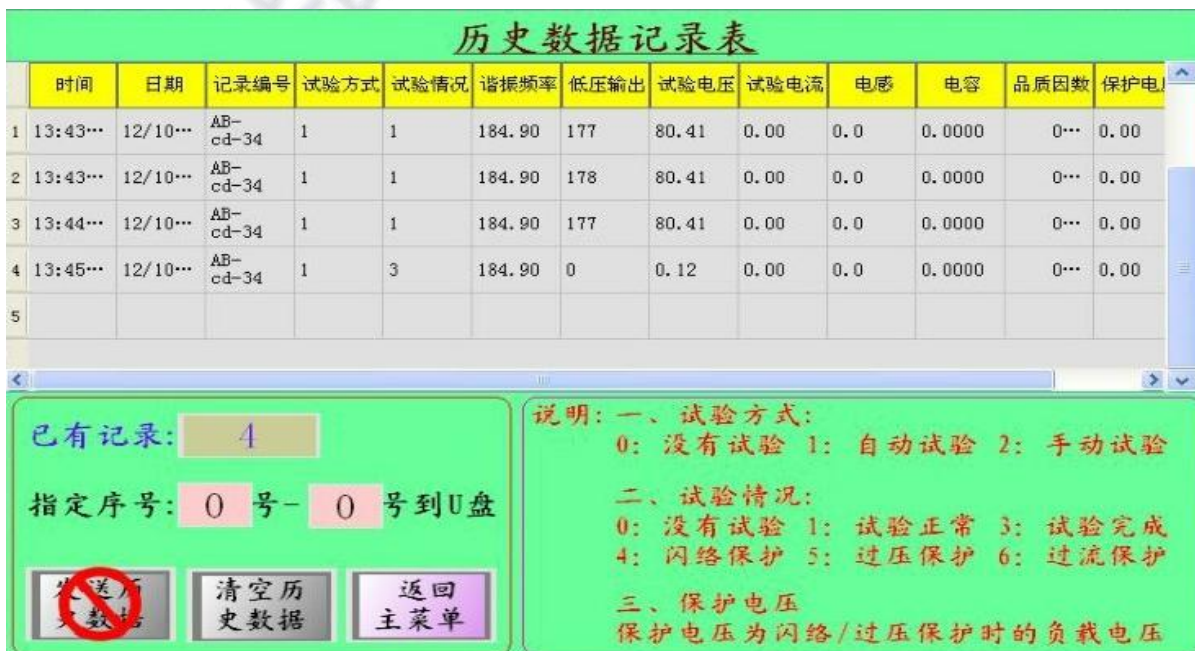 历史数据记录表
时间 日期 记录编号 试验方式 试验情况 谐振频率 低压输出 试验电压 试验电流 电感 电容 品质因数 保护电
1 13:43… 12/10… AB-cd-34 1 1 184.90 177 80.41 0.00 0.0 0.0000 0… 0.00
2 13:43… 12/10… AB-cd-34 1 1 184.90 178 80.41 0.00 0.0 0.0000 0… 0.00
3 13:44… 12/10… AB-cd-34 1 1 184.90 177 80.41 0.00 0.0 0.0000 0… 0.00
4 13:45… 12/10… AB-cd-34 1 3 184.90 0 0.12 0.00 0.0 0.0000 0… 0.00
5
已有记录: 4
指定序号: 0 号- 0 号到U盘
发送历史数据
清空历史数据
返回主菜单
说明: 一、试验方式:
0: 没有试验 1: 自动试验 2: 手动试验
二、试验情况:
0: 没有试验 1: 试验正常 3: 试验完成
4: 闪络保护 5: 过压保护 6: 过流保护
三、保护电压
保护电压为闪络/过压保护时的负载电压